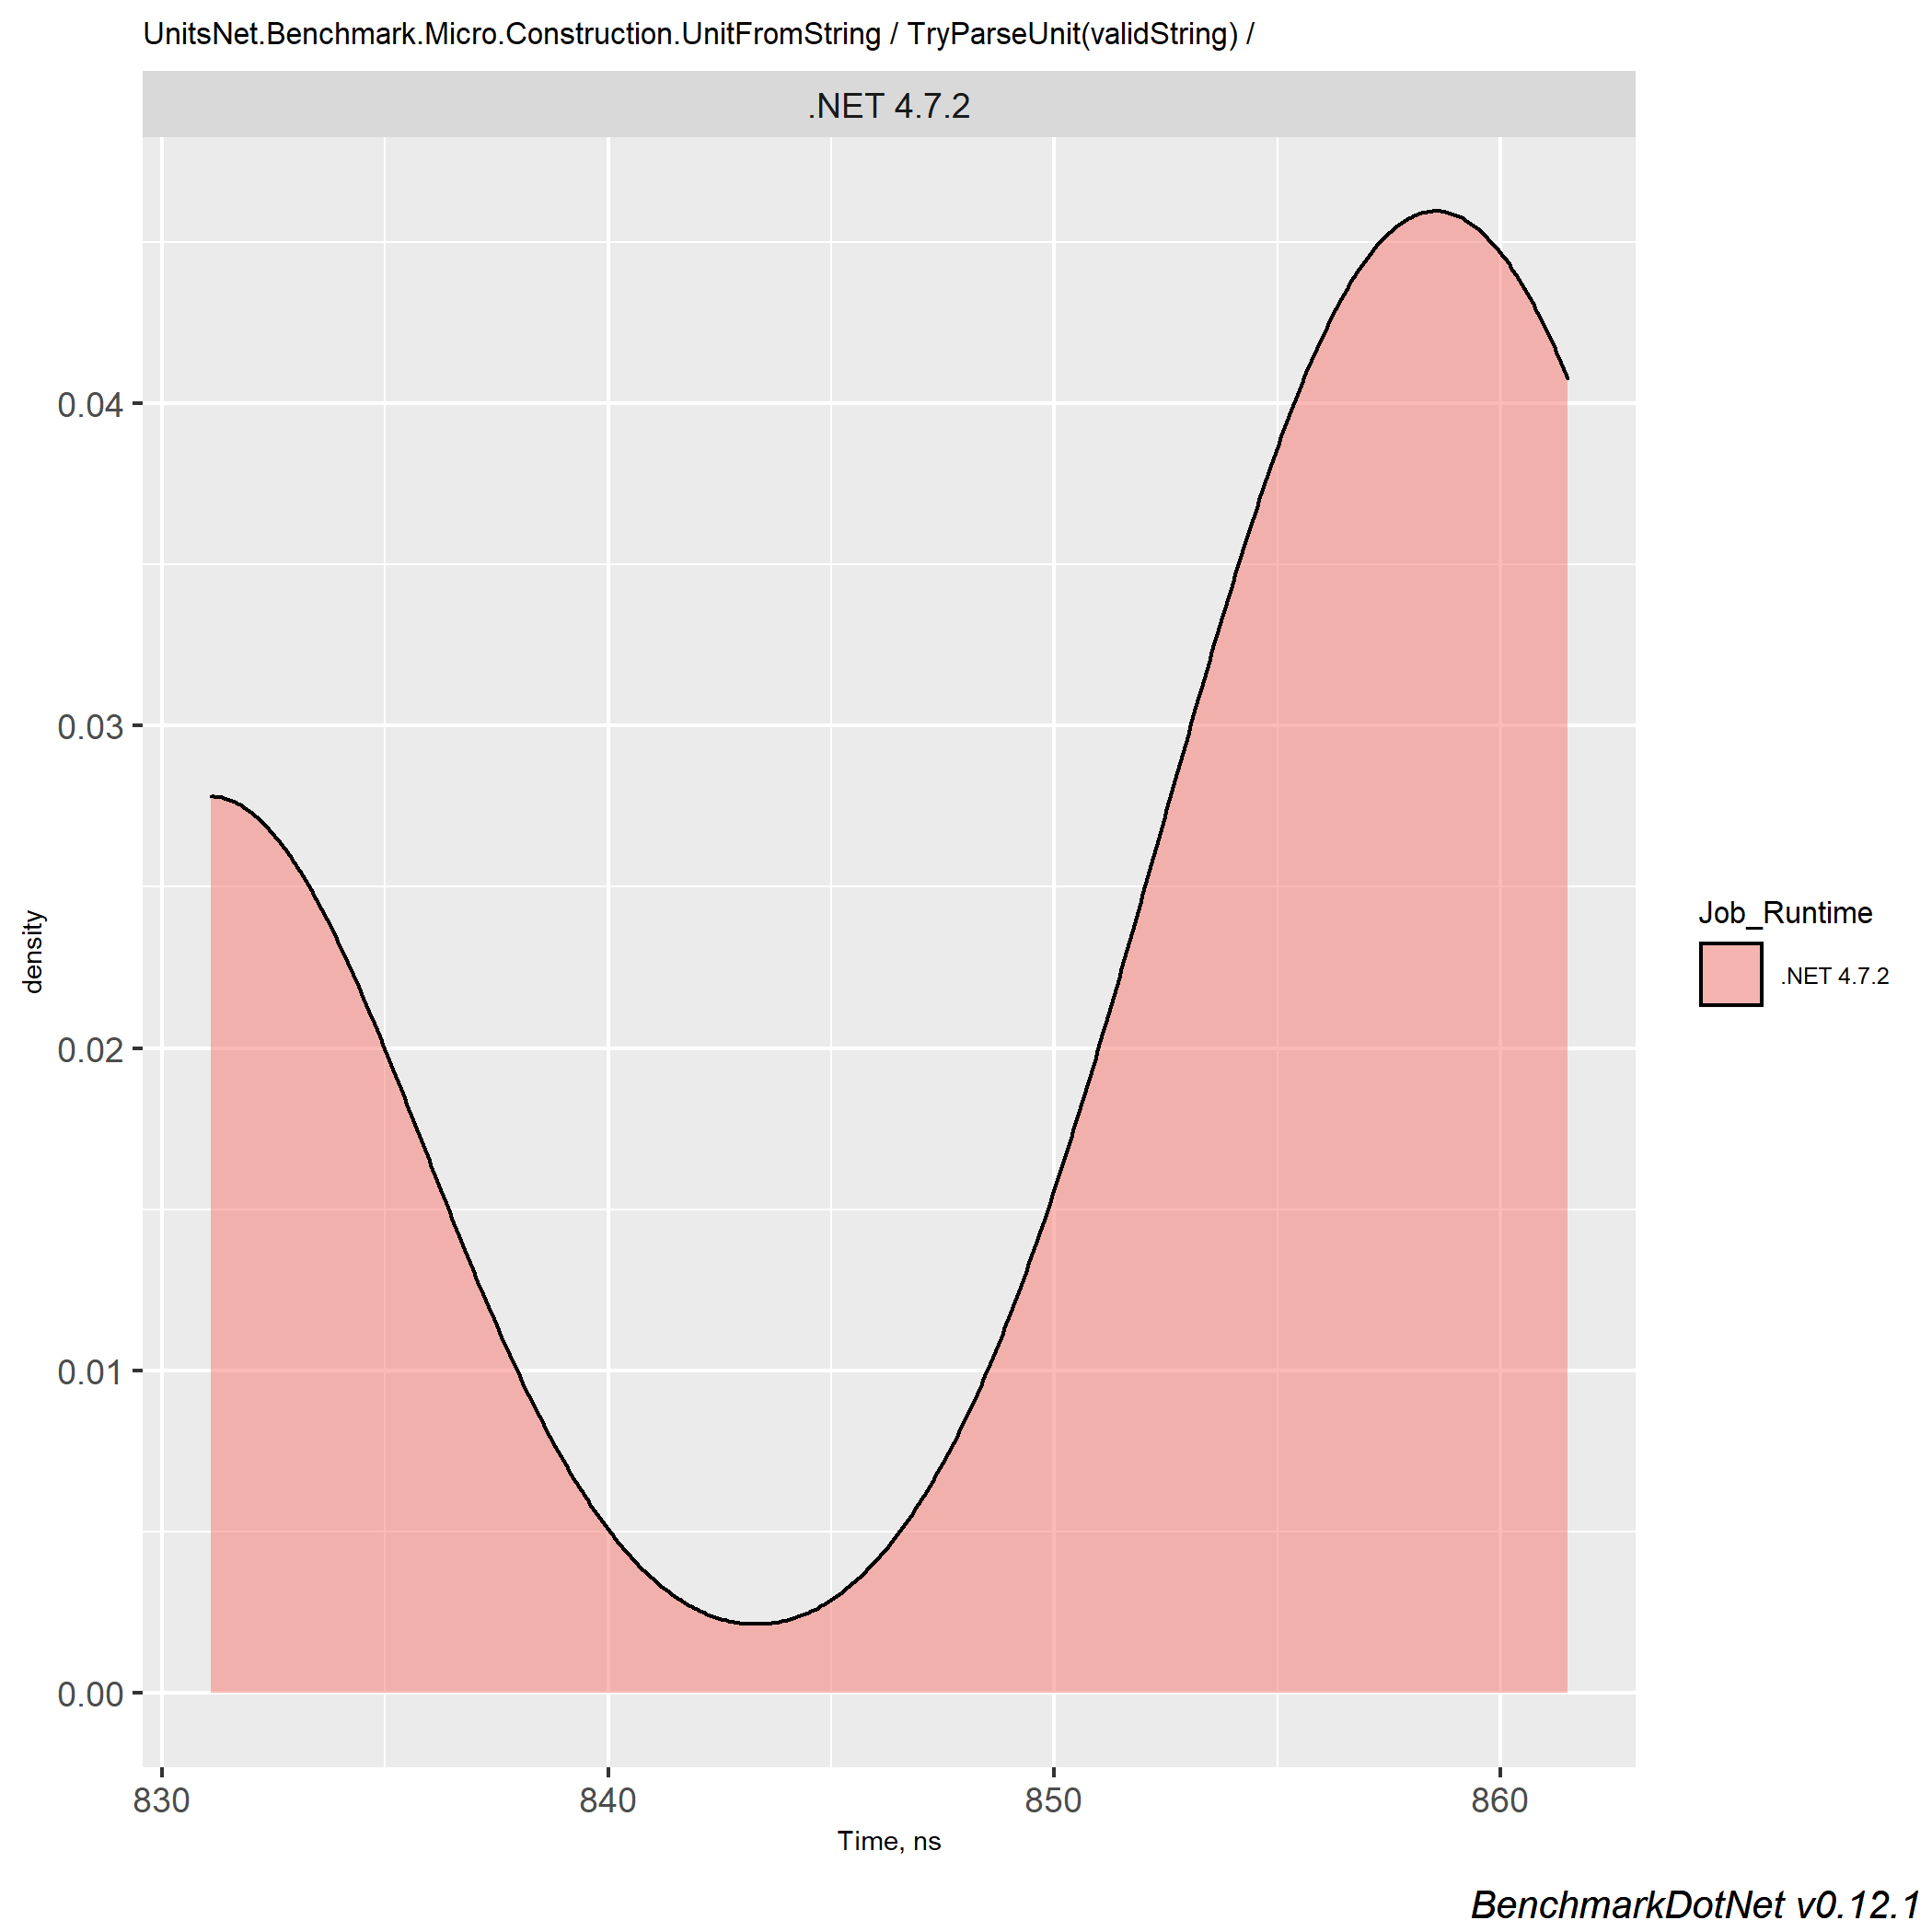 UnitsNet.Benchmark.Micro.Construction.UnitFromString / TryParseUnit(validString) /
.NET 4.7.2
0.04
0.03
0.02
0.01
0.00
density
830 840 850 860
Time, ns
Job_Runtime
.NET 4.7.2
BenchmarkDotNet v0.12.1